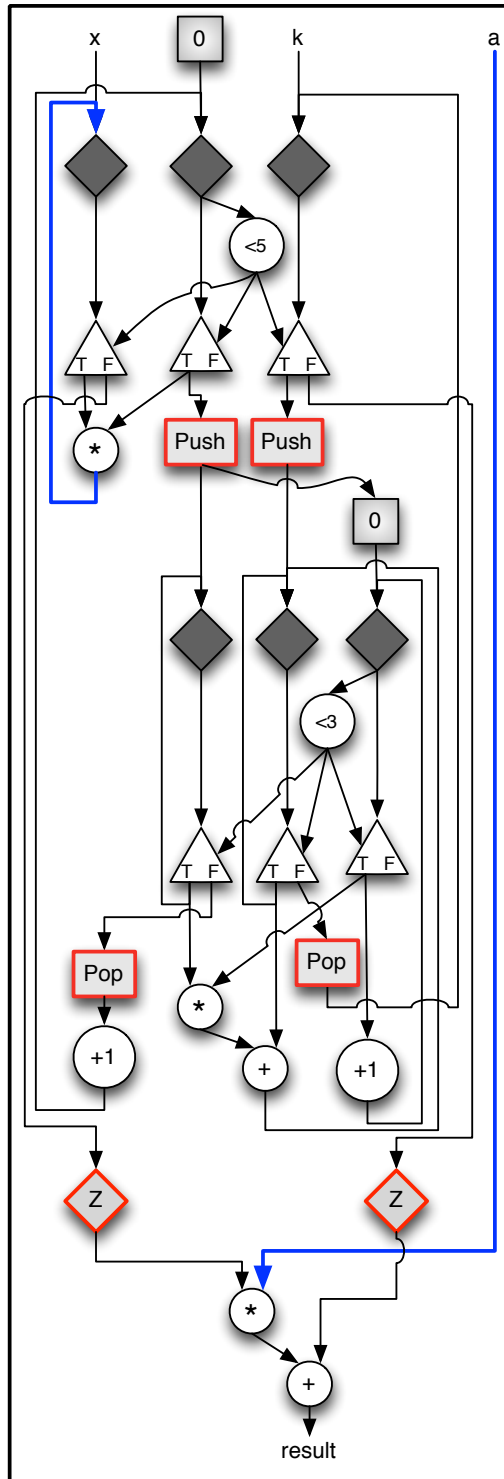 x 0 k a
<5
T F T F T F
*
Push Push
0
<3
T F T F T F
Pop
Pop
*
+1 + +1
Z Z
*
+
result